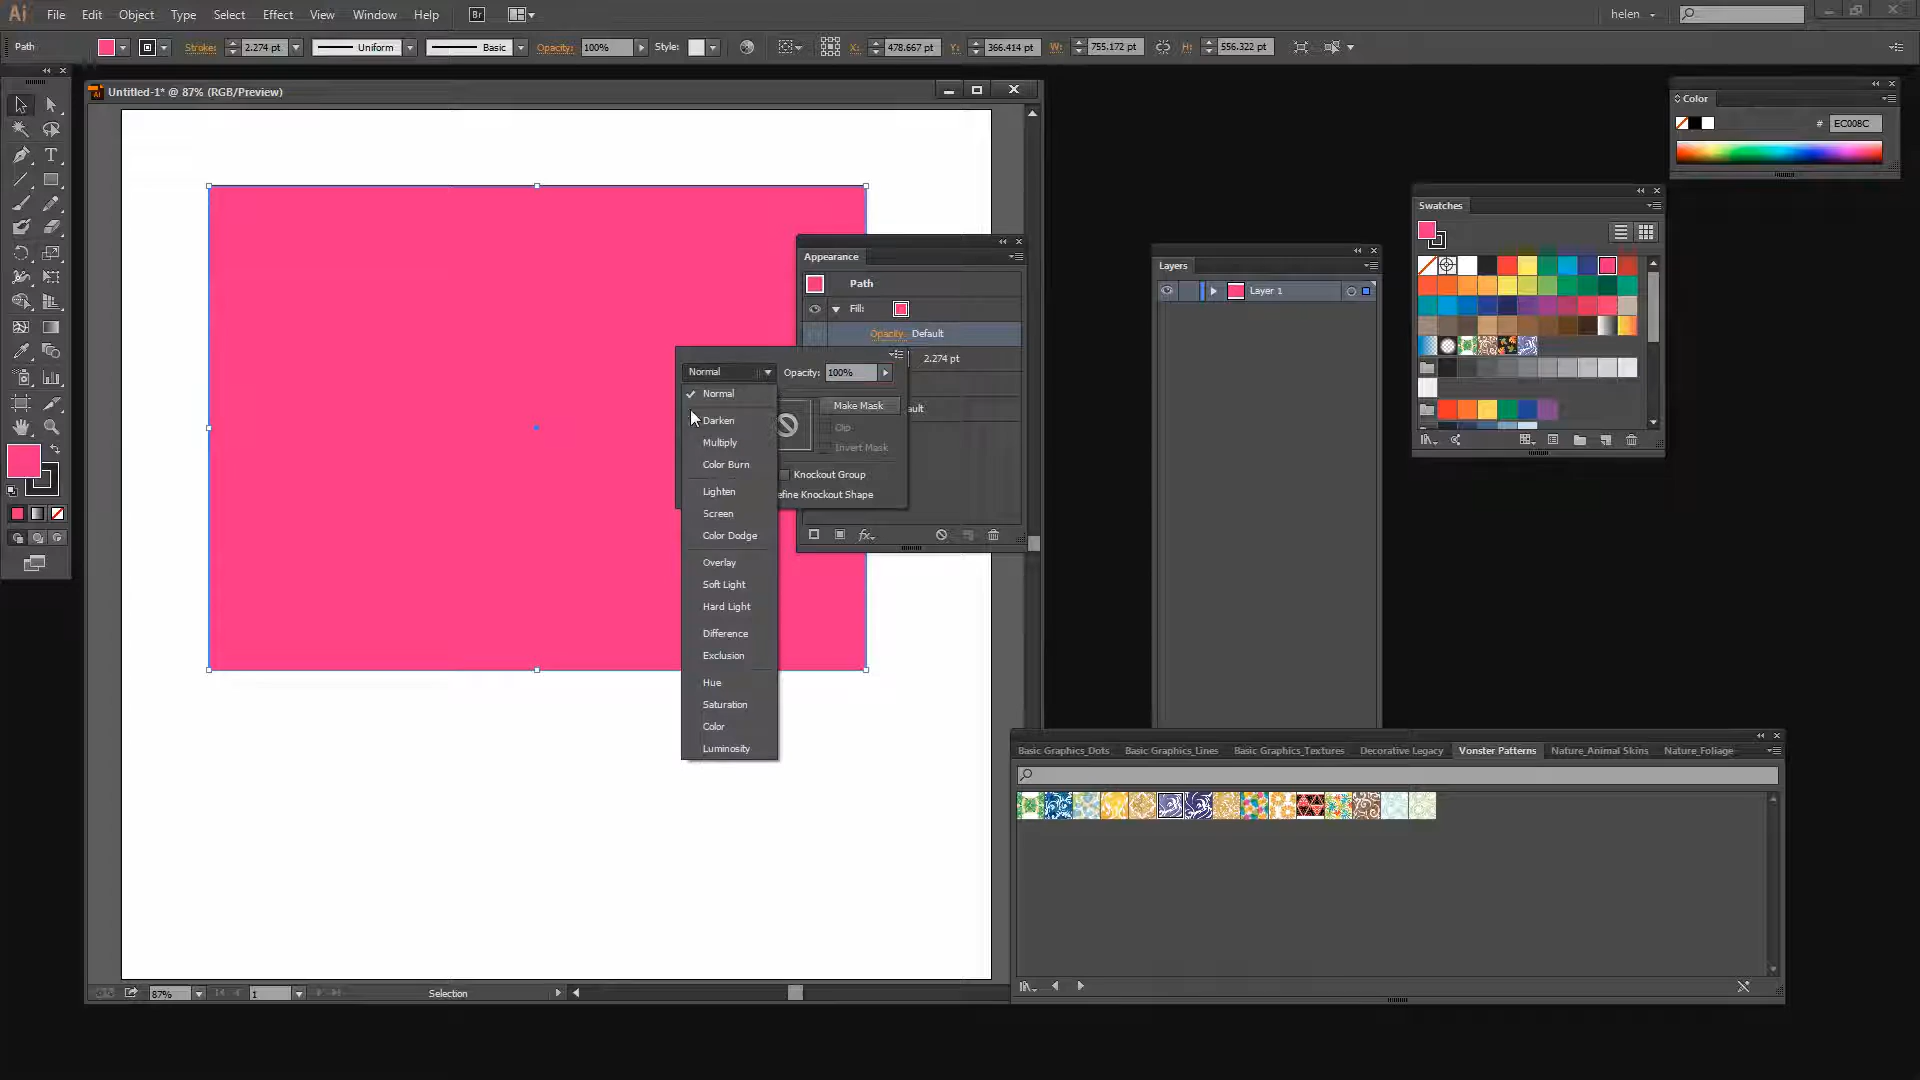 Ai File Edit Object Type Select Effect View Window Help Br helen
Path Stroke: 2.274 pt Uniform Basic Opacity: 100% Style: X: 478.667 pt Y: 366.414 pt W: 755.172 pt H: 556.322 pt
Untitled-1* @ 87% (RGB/Preview)
Color
# EC008C
Swatches
Appearance
Path
Fill:
Opacity: Default
2.274 pt
ault
Normal Opacity: 100%
Make Mask
Clip
Invert Mask
Knockout Group
efine Knockout Shape
Normal
Darken
Multiply
Color Burn
Lighten
Screen
Color Dodge
Overlay
Soft Light
Hard Light
Difference
Exclusion
Hue
Saturation
Color
Luminosity
fx
Layers
Layer 1
Basic Graphics_Dots Basic Graphics_Lines Basic Graphics_Textures Decorative Legacy Vonster Patterns Nature_Animal Skins Nature_Foliage
87% 1 Selection